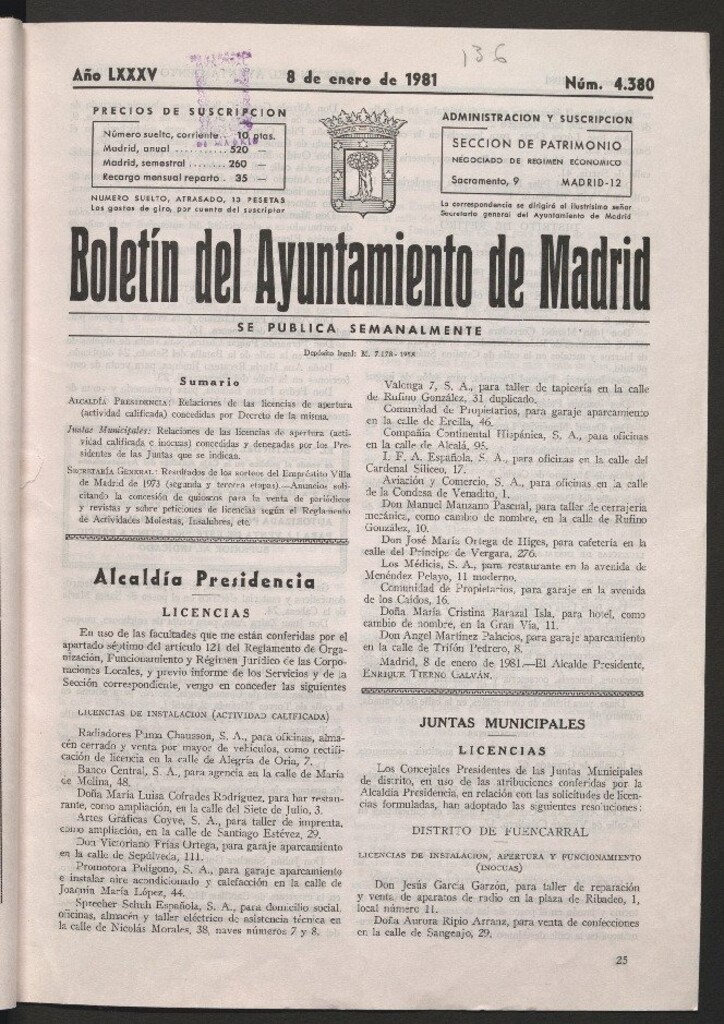 136
Año LXXXV
8 de enero de 1981
Núm. 4.380
PRECIOS DE SUSCRIPCION
Número suelto, corriente.. 10 ptas.
Madrid, anual ............ 520 —
Madrid, semestral ......... 260 —
Recargo mensual reparto .. 35 —
NUMERO SUELTO, ATRASADO, 13 PESETAS
Los gastos de giro, por cuenta del suscriptor
ADMINISTRACION Y SUSCRIPCION
SECCION DE PATRIMONIO
NEGOCIADO DE REGIMEN ECONOMICO
Sacramento, 9 MADRID-12
La correspondencia se dirigirá al ilustrísimo señor
Secretario general del Ayuntamiento de Madrid
Boletín del Ayuntamiento de Madrid
SE PUBLICA SEMANALMENTE
Depósito legal: M. 7.178-1958
Sumario
ALCALDÍA PRESIDENCIA: Relaciones de las licencias de apertura
(actividad calificada) concedidas por Decreto de la misma.
Juntas Municipales: Relaciones de las licencias de apertura (acti-
vidad calificada e inocuas) concedidas y denegadas por los Pre-
sidentes de las Juntas que se indican.
SECRETARÍA GENERAL: Resultados de los sorteos del Empréstito Villa
de Madrid de 1973 (segunda y tercera etapas).—Anuncios soli-
citando la concesión de quioscos para la venta de periódicos
y revistas y sobre peticiones de licencias según el Reglamento
de Actividades Molestas, Insalubres, etc.
Alcaldía Presidencia
LICENCIAS
En uso de las facultades que me están conferidas por el
apartado séptimo del artículo 121 del Reglamento de Orga-
nización, Funcionamiento y Régimen Jurídico de las Corpo-
raciones Locales, y previo informe de los Servicios y de la
Sección correspondiente, vengo en conceder las siguientes
LICENCIAS DE INSTALACION (ACTIVIDAD CALIFICADA)
Radiadores Puma Chausson, S. A., para oficinas, alma-
cén cerrado y venta por mayor de vehículos, como rectifi-
cación de licencia en la calle de Alegría de Oria, 7.
Banco Central, S. A., para agencia en la calle de María
de Molina, 48.
Doña María Luisa Cofrades Rodríguez, para bar restau-
rante, como ampliación, en la calle del Siete de Julio, 3.
Artes Gráficas Coyve, S. A., para taller de imprenta,
como ampliación, en la calle de Santiago Estévez, 29.
Don Victoriano Frías Ortega, para garaje aparcamiento
en la calle de Sepúlveda, 111.
Promotora Polígono, S. A., para garaje aparcamiento
e instalar aire acondicionado y calefacción en la calle de
Joaquín María López, 44.
Sprecher Schuh Española, S. A., para domicilio social,
oficinas, almacén y taller eléctrico de asistencia técnica en
la calle de Nicolás Morales, 38, naves números 7 y 8.
Valonga 7, S. A., para taller de tapicería en la calle
de Rufino González, 31 duplicado.
Comunidad de Propietarios, para garaje aparcamiento
en la calle de Ercilla, 46.
Compañía Continental Hispánica, S. A., para oficinas
en la calle de Alcalá, 95.
I. F. A. Española, S. A., para oficinas en la calle del
Cardenal Silíceo, 17.
Aviación y Comercio, S. A., para oficinas en la calle
de la Condesa de Venadito, 1.
Don Manuel Manzano Pascual, para taller de cerrajería
mecánica, como cambio de nombre, en la calle de Rufino
González, 10.
Don José María Ortega de Higes, para cafetería en la
calle del Príncipe de Vergara, 276.
Los Médicis, S. A., para restaurante en la avenida de
Menéndez Pelayo, 11 moderno.
Comunidad de Propietarios, para garaje en la avenida
de los Caídos, 16.
Doña María Cristina Barazal Isla, para hotel, como
cambio de nombre, en la Gran Vía, 11.
Don Angel Martínez Palacios, para garaje aparcamiento
en la calle de Trifón Pedrero, 8.
Madrid, 8 de enero de 1981.—El Alcalde Presidente,
ENRIQUE TIERNO GALVÁN.
JUNTAS MUNICIPALES
LICENCIAS
Los Concejales Presidentes de las Juntas Municipales
de distrito, en uso de las atribuciones conferidas por la
Alcaldía Presidencia, en relación con las solicitudes de licen-
cias formuladas, han adoptado las siguientes resoluciones:
DISTRITO DE FUENCARRAL
LICENCIAS DE INSTALACION, APERTURA Y FUNCIONAMIENTO
(INOCUAS)
Don Jesús García Garzón, para taller de reparación
y venta de aparatos de radio en la plaza de Ribadeo, 1,
local número 11.
Doña Aurora Ripio Arranz, para venta de confecciones
en la calle de Sangenjo, 29.
25